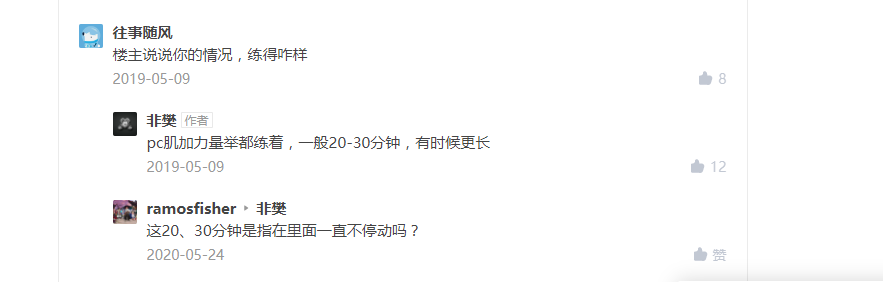 往事随风
楼主说说你的情况，练得咋样
2019-05-09 8
非樊 作者
pc肌加力量举都练着，一般20-30分钟，有时候更长
2019-05-09 12
ramosfisher 非樊
这20、30分钟是指在里面一直不停动吗？
2020-05-24 赞